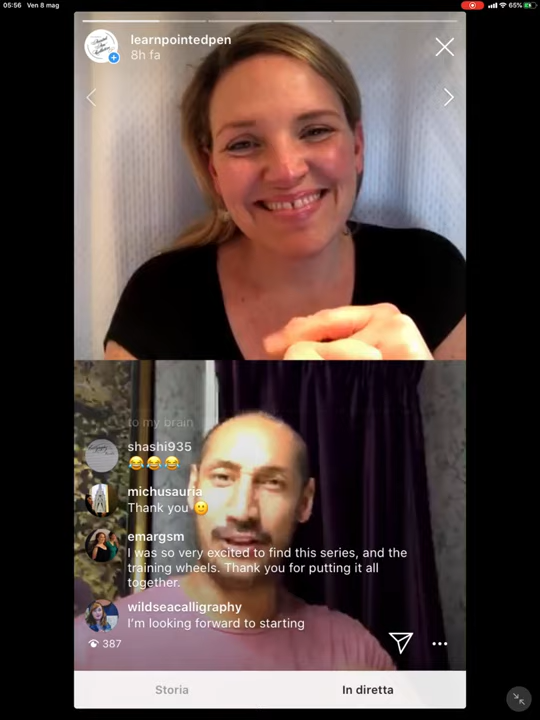 05:56 Ven 8 mag
65%
learnpointedpen
8h fa
to my brain
shashi935
😂😂😂
michusauria
Thank you 🙂
emargsm
I was so very excited to find this series, and the
training wheels. Thank you for putting it all
together.
wildseacalligraphy
I'm looking forward to starting
387
Storia
In diretta